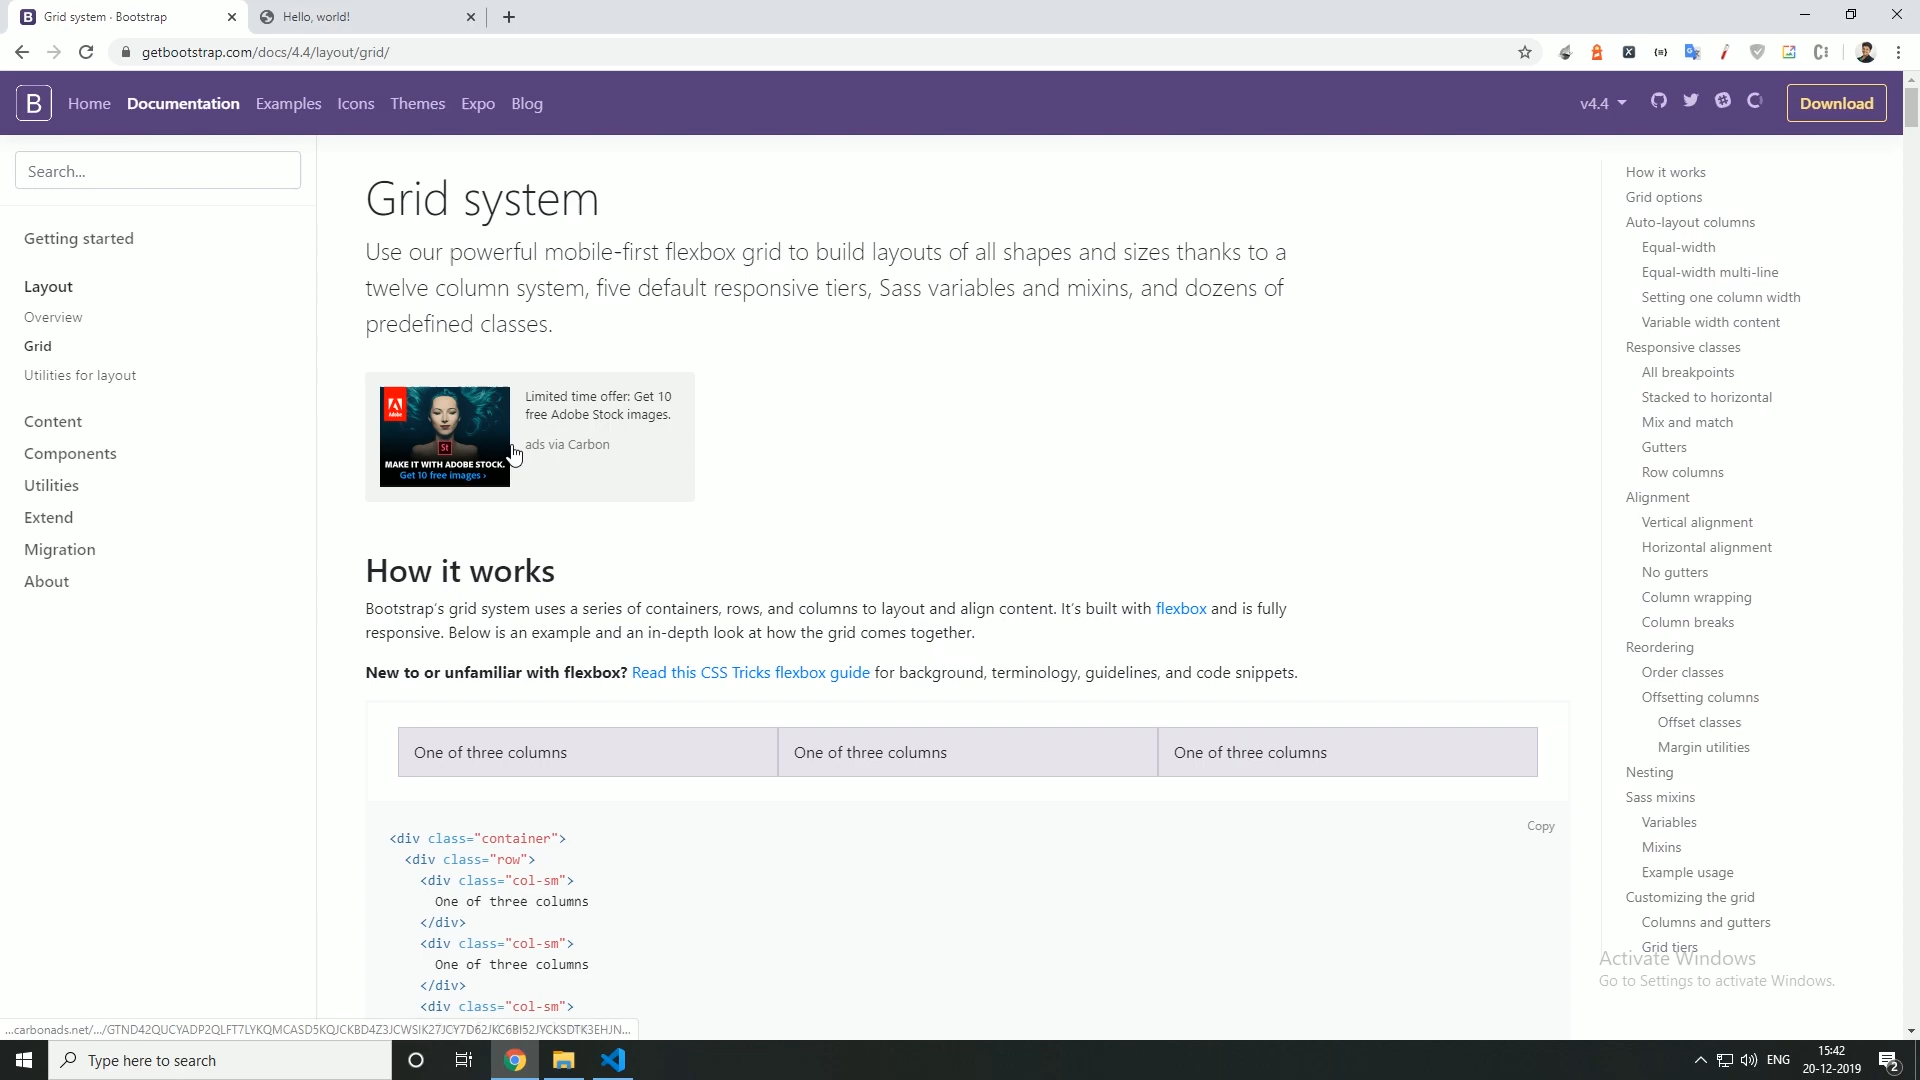 Grid system · Bootstrap
Hello, world!
getbootstrap.com/docs/4.4/layout/grid/
B Home Documentation Examples Icons Themes Expo Blog v4.4 Download
Search...
Getting started
Layout
Overview
Grid
Utilities for layout
Content
Components
Utilities
Extend
Migration
About
Grid system
Use our powerful mobile-first flexbox grid to build layouts of all shapes and sizes thanks to a
twelve column system, five default responsive tiers, Sass variables and mixins, and dozens of
predefined classes.
Adobe
St
MAKE IT WITH ADOBE STOCK.
Get 10 free images ›
Limited time offer: Get 10
free Adobe Stock images.
ads via Carbon
How it works
Bootstrap's grid system uses a series of containers, rows, and columns to layout and align content. It's built with flexbox and is fully
responsive. Below is an example and an in-depth look at how the grid comes together.
New to or unfamiliar with flexbox? Read this CSS Tricks flexbox guide for background, terminology, guidelines, and code snippets.
One of three columns One of three columns One of three columns
Copy
<div class="container">
<div class="row">
<div class="col-sm">
One of three columns
</div>
<div class="col-sm">
One of three columns
</div>
<div class="col-sm">
How it works
Grid options
Auto-layout columns
Equal-width
Equal-width multi-line
Setting one column width
Variable width content
Responsive classes
All breakpoints
Stacked to horizontal
Mix and match
Gutters
Row columns
Alignment
Vertical alignment
Horizontal alignment
No gutters
Column wrapping
Column breaks
Reordering
Order classes
Offsetting columns
Offset classes
Margin utilities
Nesting
Sass mixins
Variables
Mixins
Example usage
Customizing the grid
Columns and gutters
Grid tiers
Activate Windows
Go to Settings to activate Windows.
Type here to search
ENG
15:42
20-12-2019
2